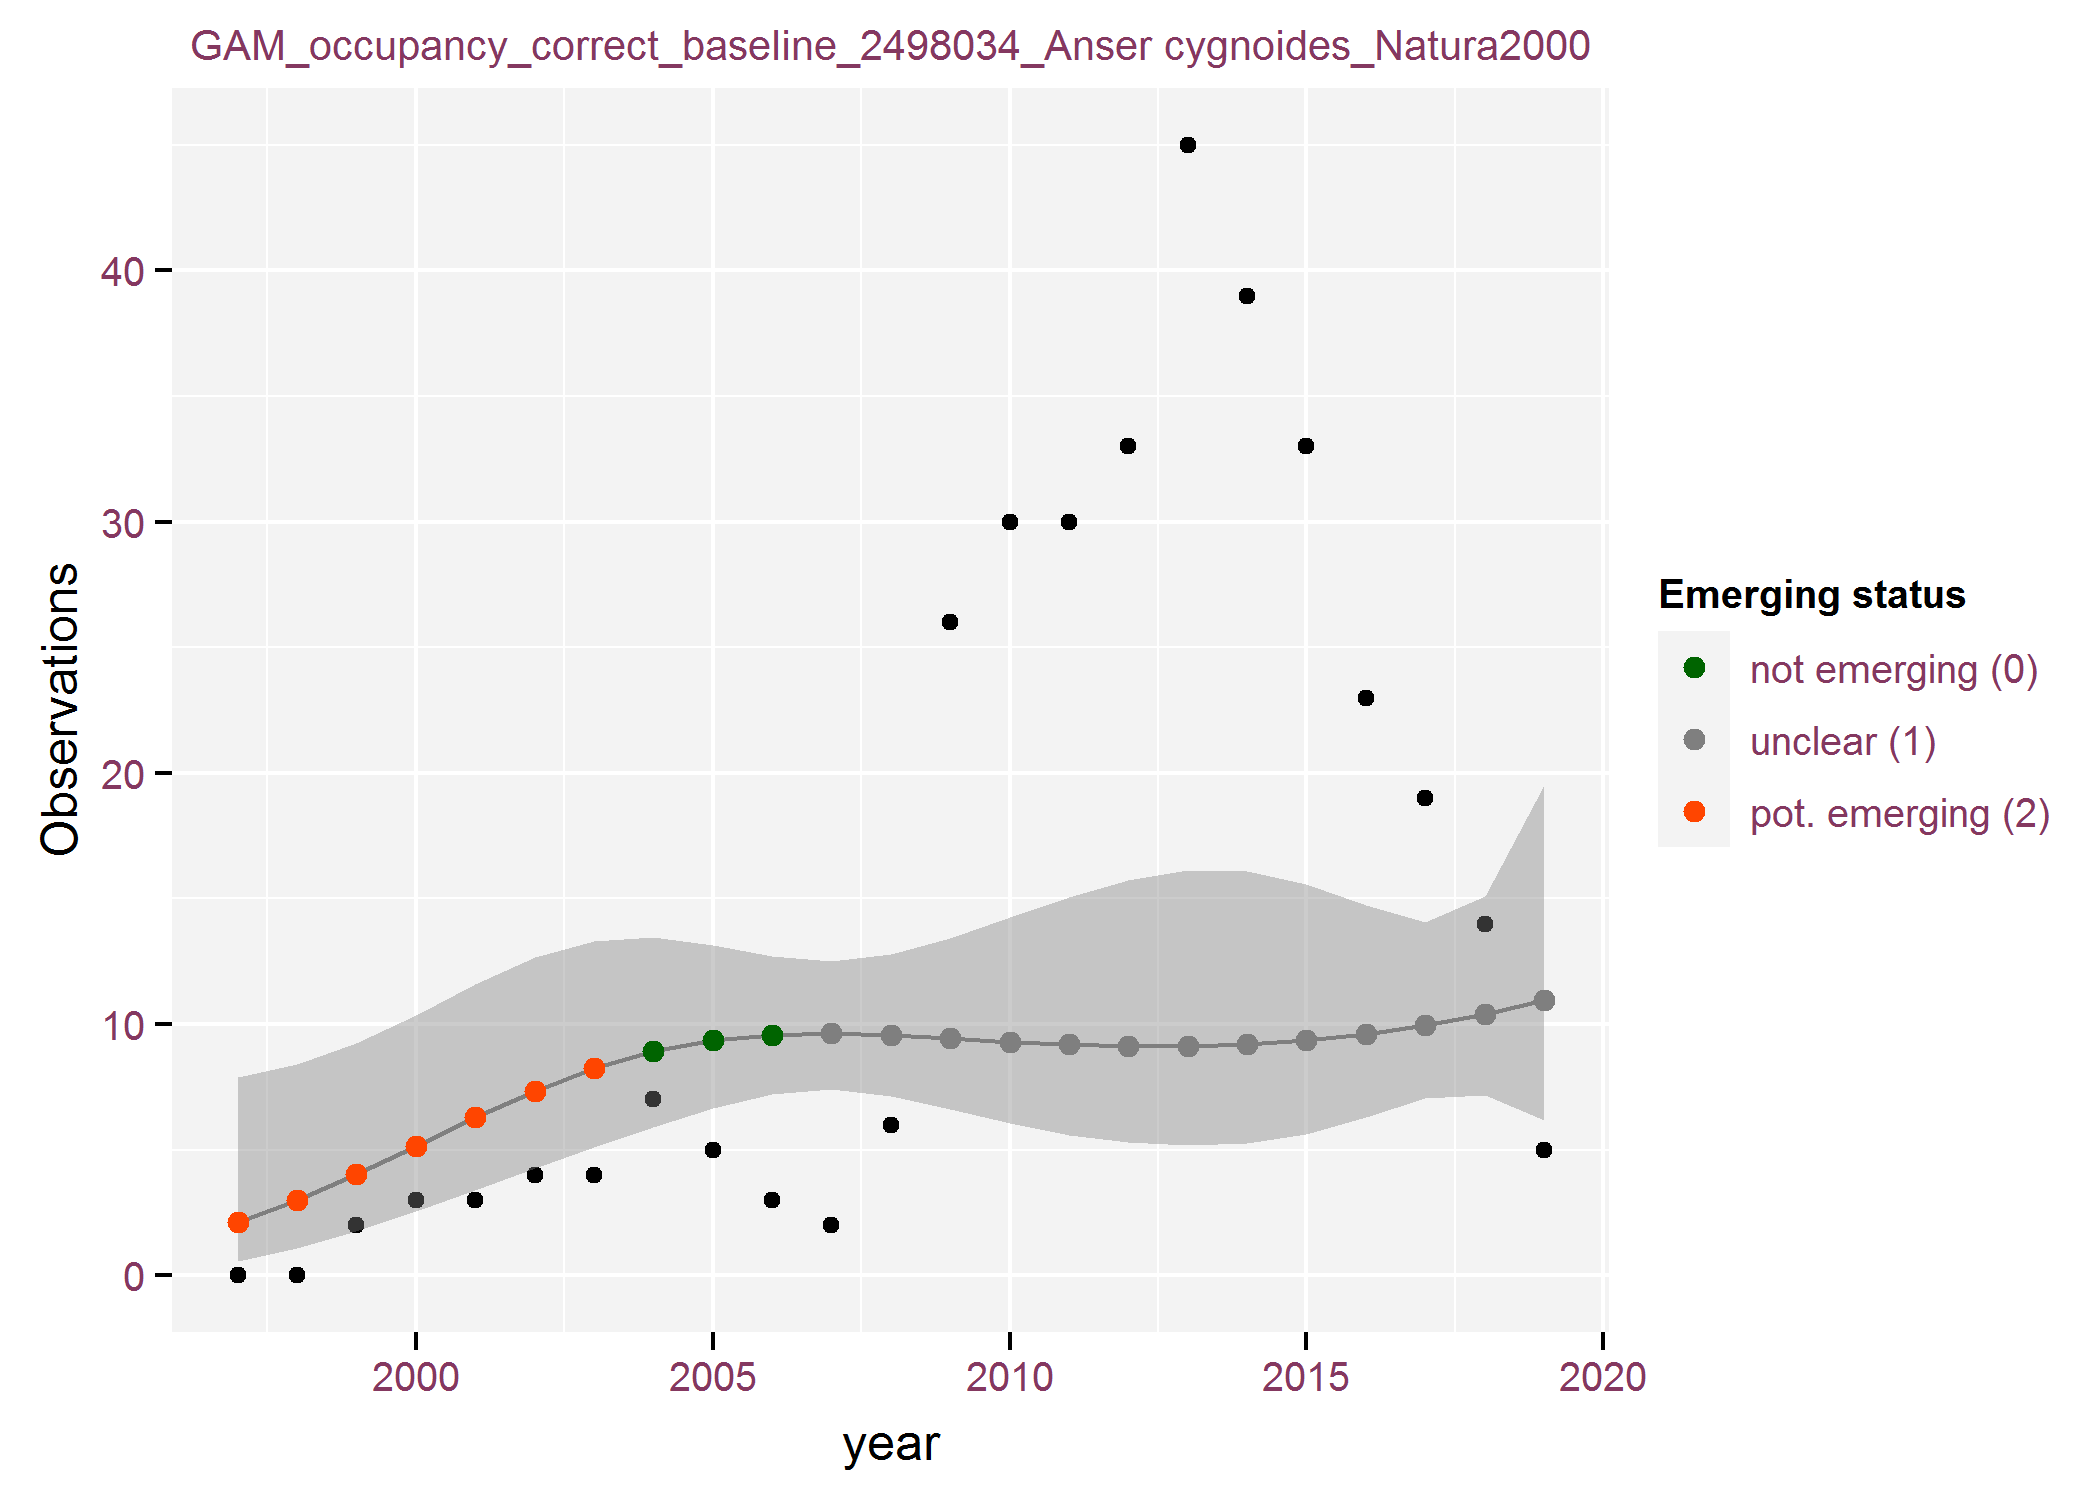 GAM_occupancy_correct_baseline_2498034_Anser cygnoides_Natura2000
Observations
40
30
20
10
0
2000 2005 2010 2015 2020
year
Emerging status
not emerging (0)
unclear (1)
pot. emerging (2)